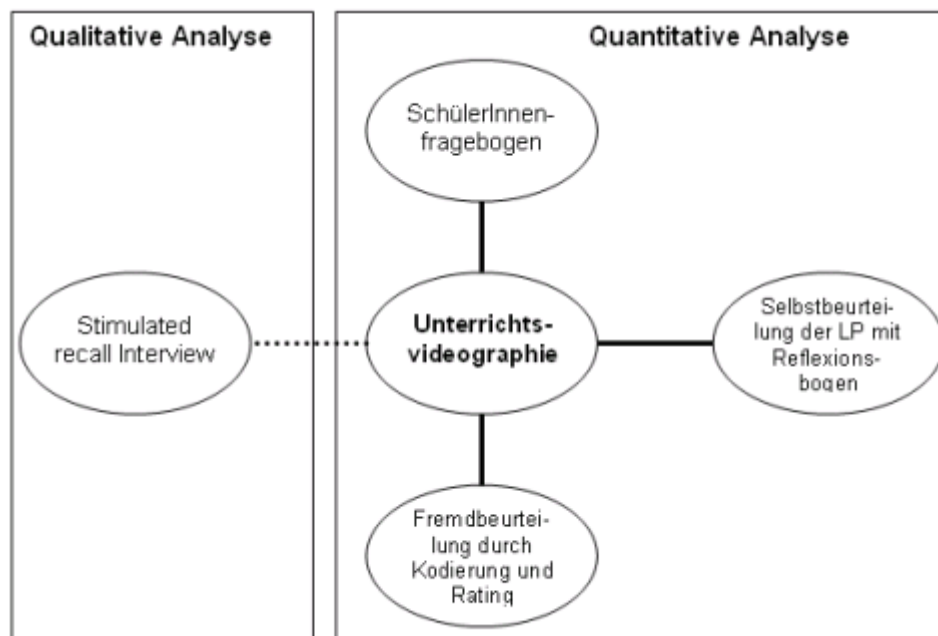 Qualitative Analyse
Quantitative Analyse
SchülerInnen-
fragebogen
Stimulated
recall Interview
Unterrichts-
videographie
Selbstbeurtei-
lung der LP mit
Reflexions-
bogen
Fremdbeurtei-
lung durch
Kodierung und
Rating